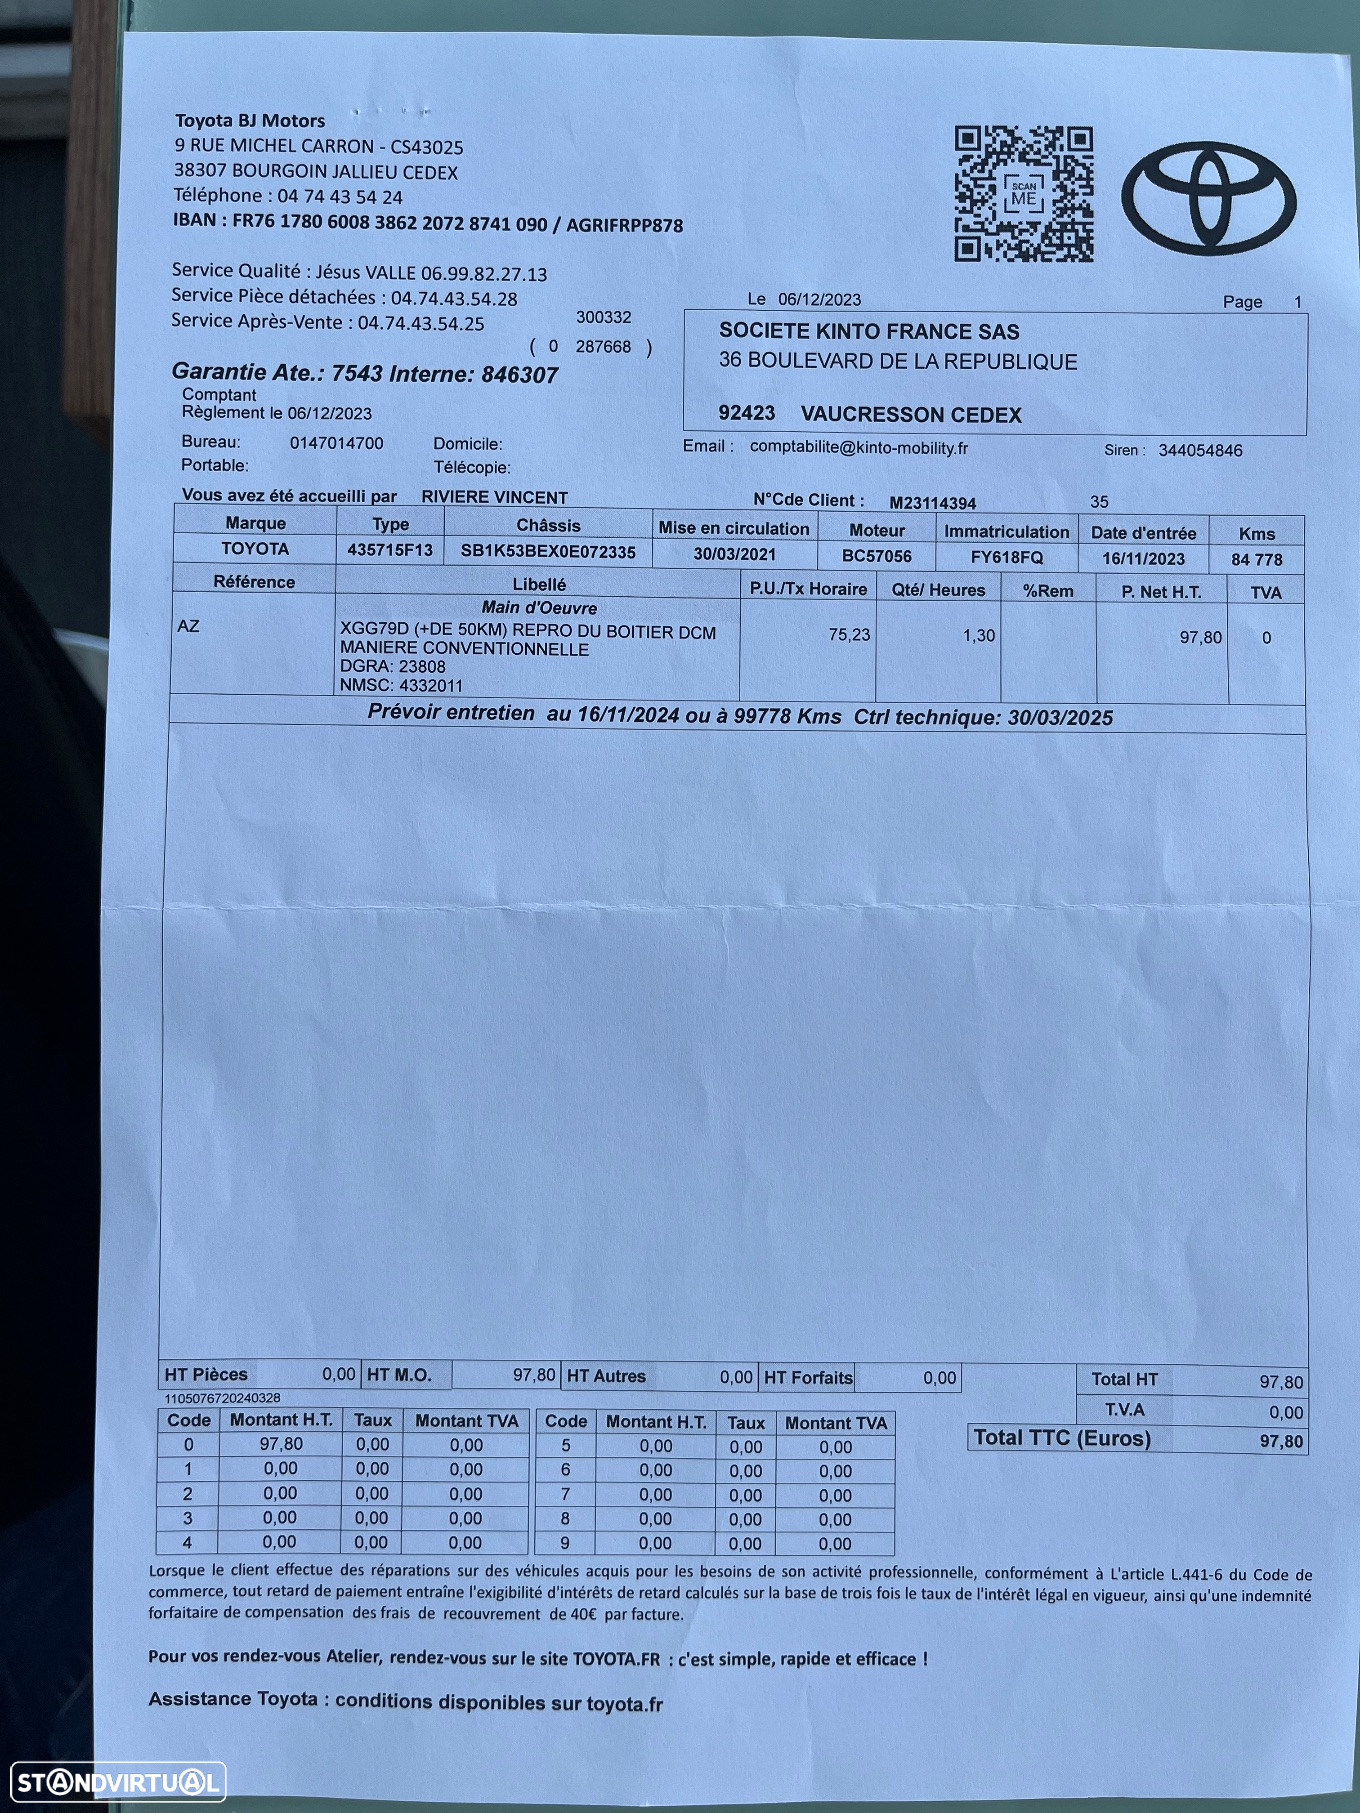 Toyota BJ Motors
9 RUE MICHEL CARRON - CS43025
38307 BOURGOIN JALLIEU CEDEX
Téléphone : 04 74 43 54 24
IBAN : FR76 1780 6008 3862 2072 8741 090 / AGRIFRPP878
SCAN
ME
Service Qualité : Jésus VALLE 06.99.82.27.13
Service Pièce détachées : 04.74.43.54.28
Service Après-Vente : 04.74.43.54.25
300332
( 0 287668 )
Le 06/12/2023
Page 1
SOCIETE KINTO FRANCE SAS
36 BOULEVARD DE LA REPUBLIQUE
92423 VAUCRESSON CEDEX
Garantie Ate.: 7543 Interne: 846307
Comptant
Règlement le 06/12/2023
Bureau: 0147014700 Domicile:
Portable: Télécopie:
Email : comptabilite@kinto-mobility.fr Siren : 344054846
Vous avez été accueilli par RIVIERE VINCENT N°Cde Client : M23114394 35
Marque Type Châssis Mise en circulation Moteur Immatriculation Date d'entrée Kms
TOYOTA 435715F13 SB1K53BEX0E072335 30/03/2021 BC57056 FY618FQ 16/11/2023 84 778
Référence Libellé P.U./Tx Horaire Qté/ Heures %Rem P. Net H.T. TVA
Main d'Oeuvre
AZ XGG79D (+DE 50KM) REPRO DU BOITIER DCM 75,23 1,30 97,80 0
MANIERE CONVENTIONNELLE
DGRA: 23808
NMSC: 4332011
Prévoir entretien au 16/11/2024 ou à 99778 Kms Ctrl technique: 30/03/2025
HT Pièces 0,00 HT M.O. 97,80 HT Autres 0,00 HT Forfaits 0,00
Total HT 97,80
T.V.A 0,00
Total TTC (Euros) 97,80
1105076720240328
Code Montant H.T. Taux Montant TVA Code Montant H.T. Taux Montant TVA
0 97,80 0,00 0,00 5 0,00 0,00 0,00
1 0,00 0,00 0,00 6 0,00 0,00 0,00
2 0,00 0,00 0,00 7 0,00 0,00 0,00
3 0,00 0,00 0,00 8 0,00 0,00 0,00
4 0,00 0,00 0,00 9 0,00 0,00 0,00
Lorsque le client effectue des réparations sur des véhicules acquis pour les besoins de son activité professionnelle, conformément à L'article L.441-6 du Code de
commerce, tout retard de paiement entraîne l'exigibilité d'intérêts de retard calculés sur la base de trois fois le taux de l'intérêt légal en vigueur, ainsi qu'une indemnité
forfaitaire de compensation des frais de recouvrement de 40€ par facture.
Pour vos rendez-vous Atelier, rendez-vous sur le site TOYOTA.FR : c'est simple, rapide et efficace !
Assistance Toyota : conditions disponibles sur toyota.fr
STANDVIRTUAL